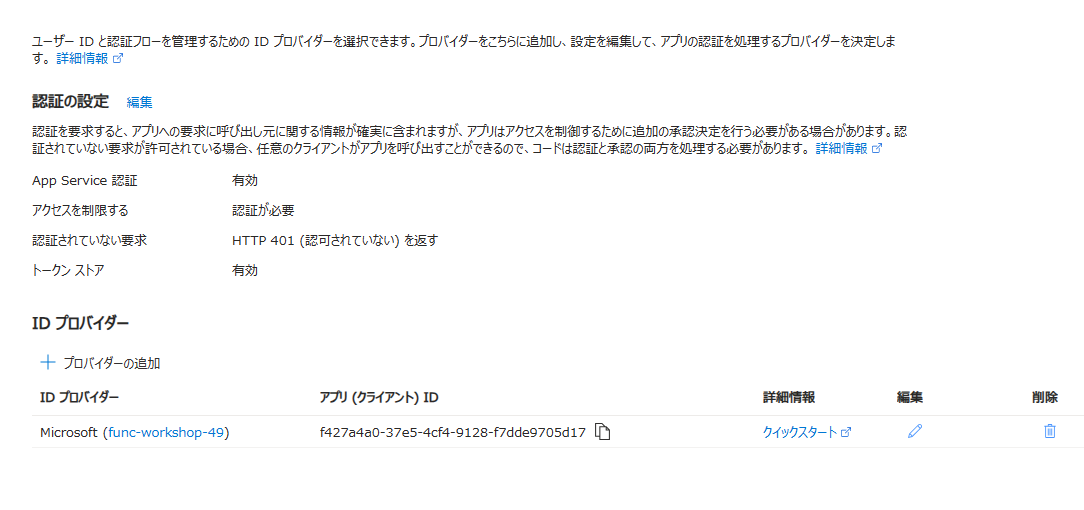 ユーザー ID と認証フローを管理するための ID プロバイダーを選択できます。プロバイダーをこちらに追加し、設定を編集して、アプリの認証を処理するプロバイダーを決定しま
す。 詳細情報
認証の設定 編集
認証を要求すると、アプリへの要求に呼び出し元に関する情報が確実に含まれますが、アプリはアクセスを制御するために追加の承認決定を行う必要がある場合があります。認
証されていない要求が許可されている場合、任意のクライアントがアプリを呼び出すことができるので、コードは認証と承認の両方を処理する必要があります。 詳細情報
App Service 認証 有効
アクセスを制限する 認証が必要
認証されていない要求 HTTP 401 (認可されていない) を返す
トークン ストア 有効
ID プロバイダー
プロバイダーの追加
ID プロバイダー アプリ (クライアント) ID 詳細情報 編集 削除
Microsoft (func-workshop-49) f427a4a0-37e5-4cf4-9128-f7dde9705d17 クイックスタート